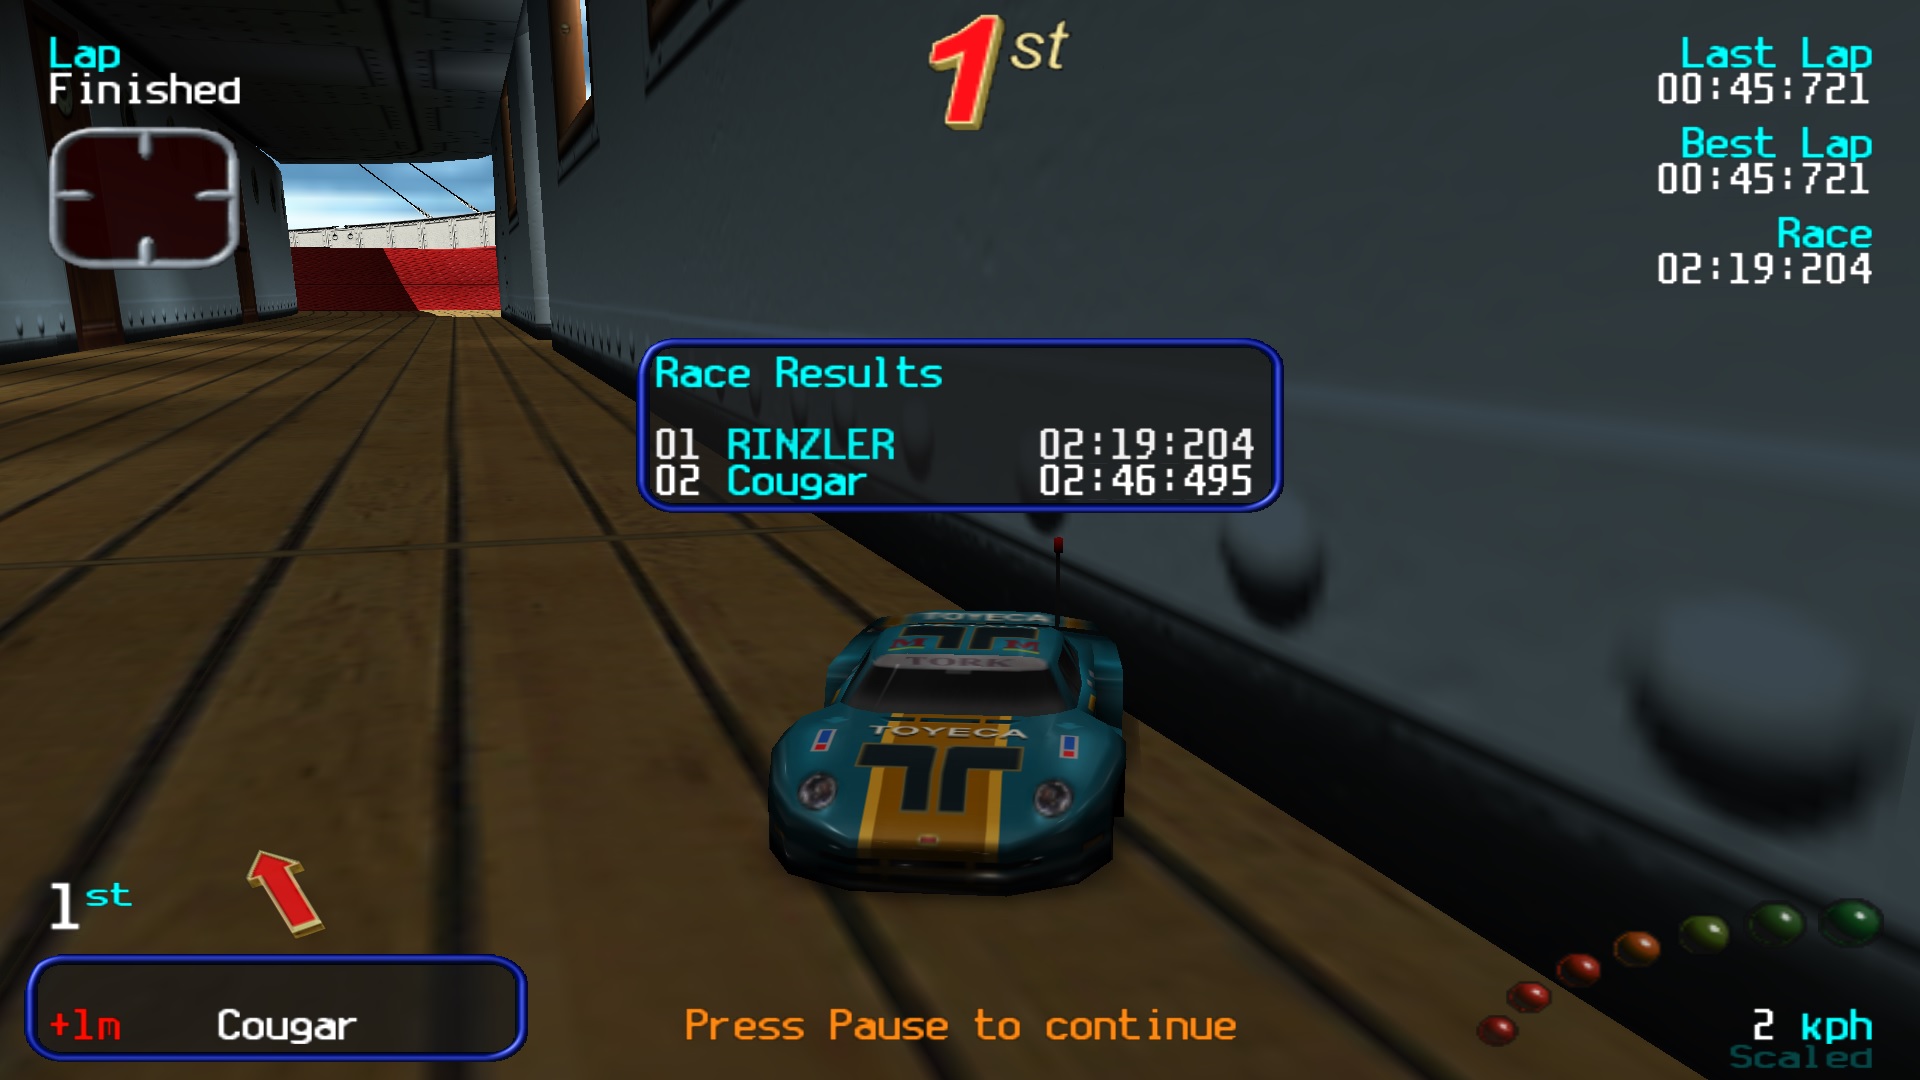 Lap
Finished
1st
Last Lap
00:45:721
Best Lap
00:45:721
Race
02:19:204
Race Results
01 RINZLER 02:19:204
02 Cougar 02:46:495
TOYECA
M M
TORK
TOYECA
1st
+1m Cougar
Press Pause to continue
2 kph
Scaled